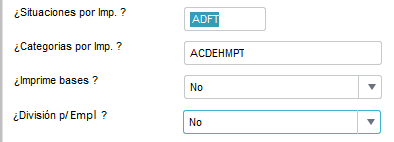 ¿Situaciones por Imp. ? ADFT
¿Categorias por Imp. ? ACDEHMPT
¿Imprime bases ? No
¿División p/ Empl ? No